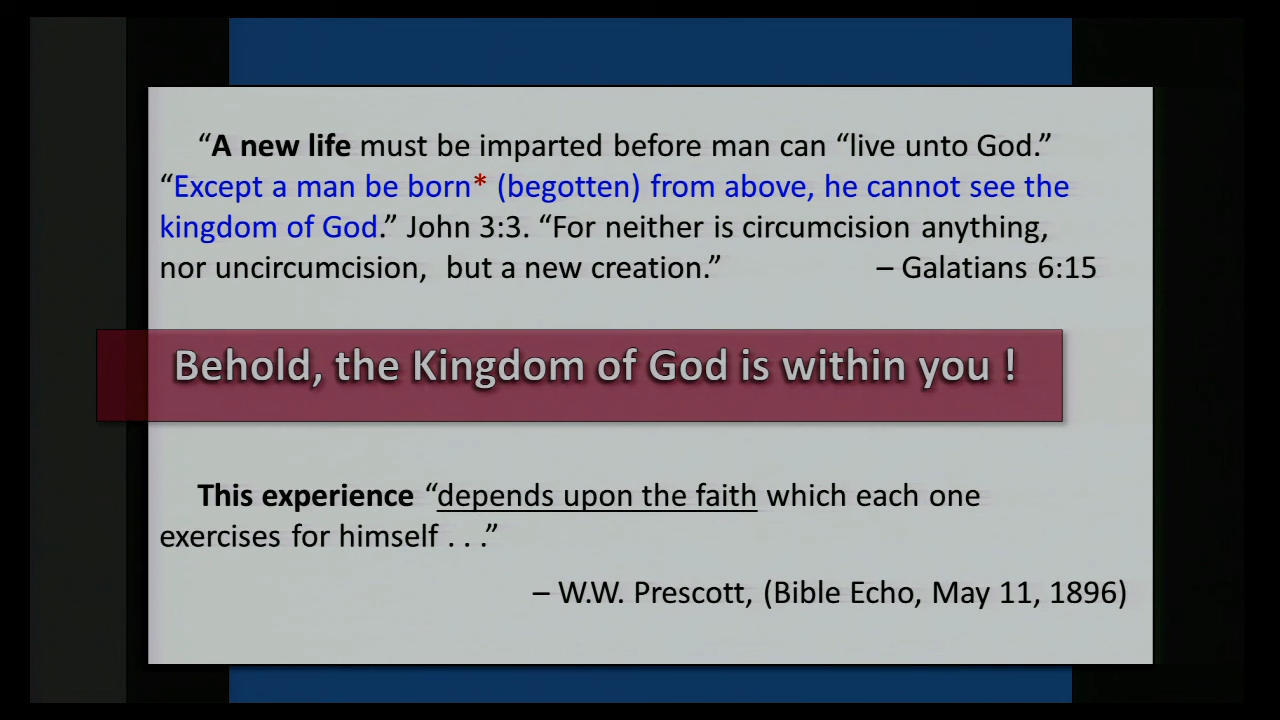 “A new life must be imparted before man can “live unto God.”
“Except a man be born* (begotten) from above, he cannot see the
kingdom of God.” John 3:3. “For neither is circumcision anything,
nor uncircumcision, but a new creation.” – Galatians 6:15
Behold, the Kingdom of God is within you !
This experience “depends upon the faith which each one
exercises for himself . . .”
– W.W. Prescott, (Bible Echo, May 11, 1896)